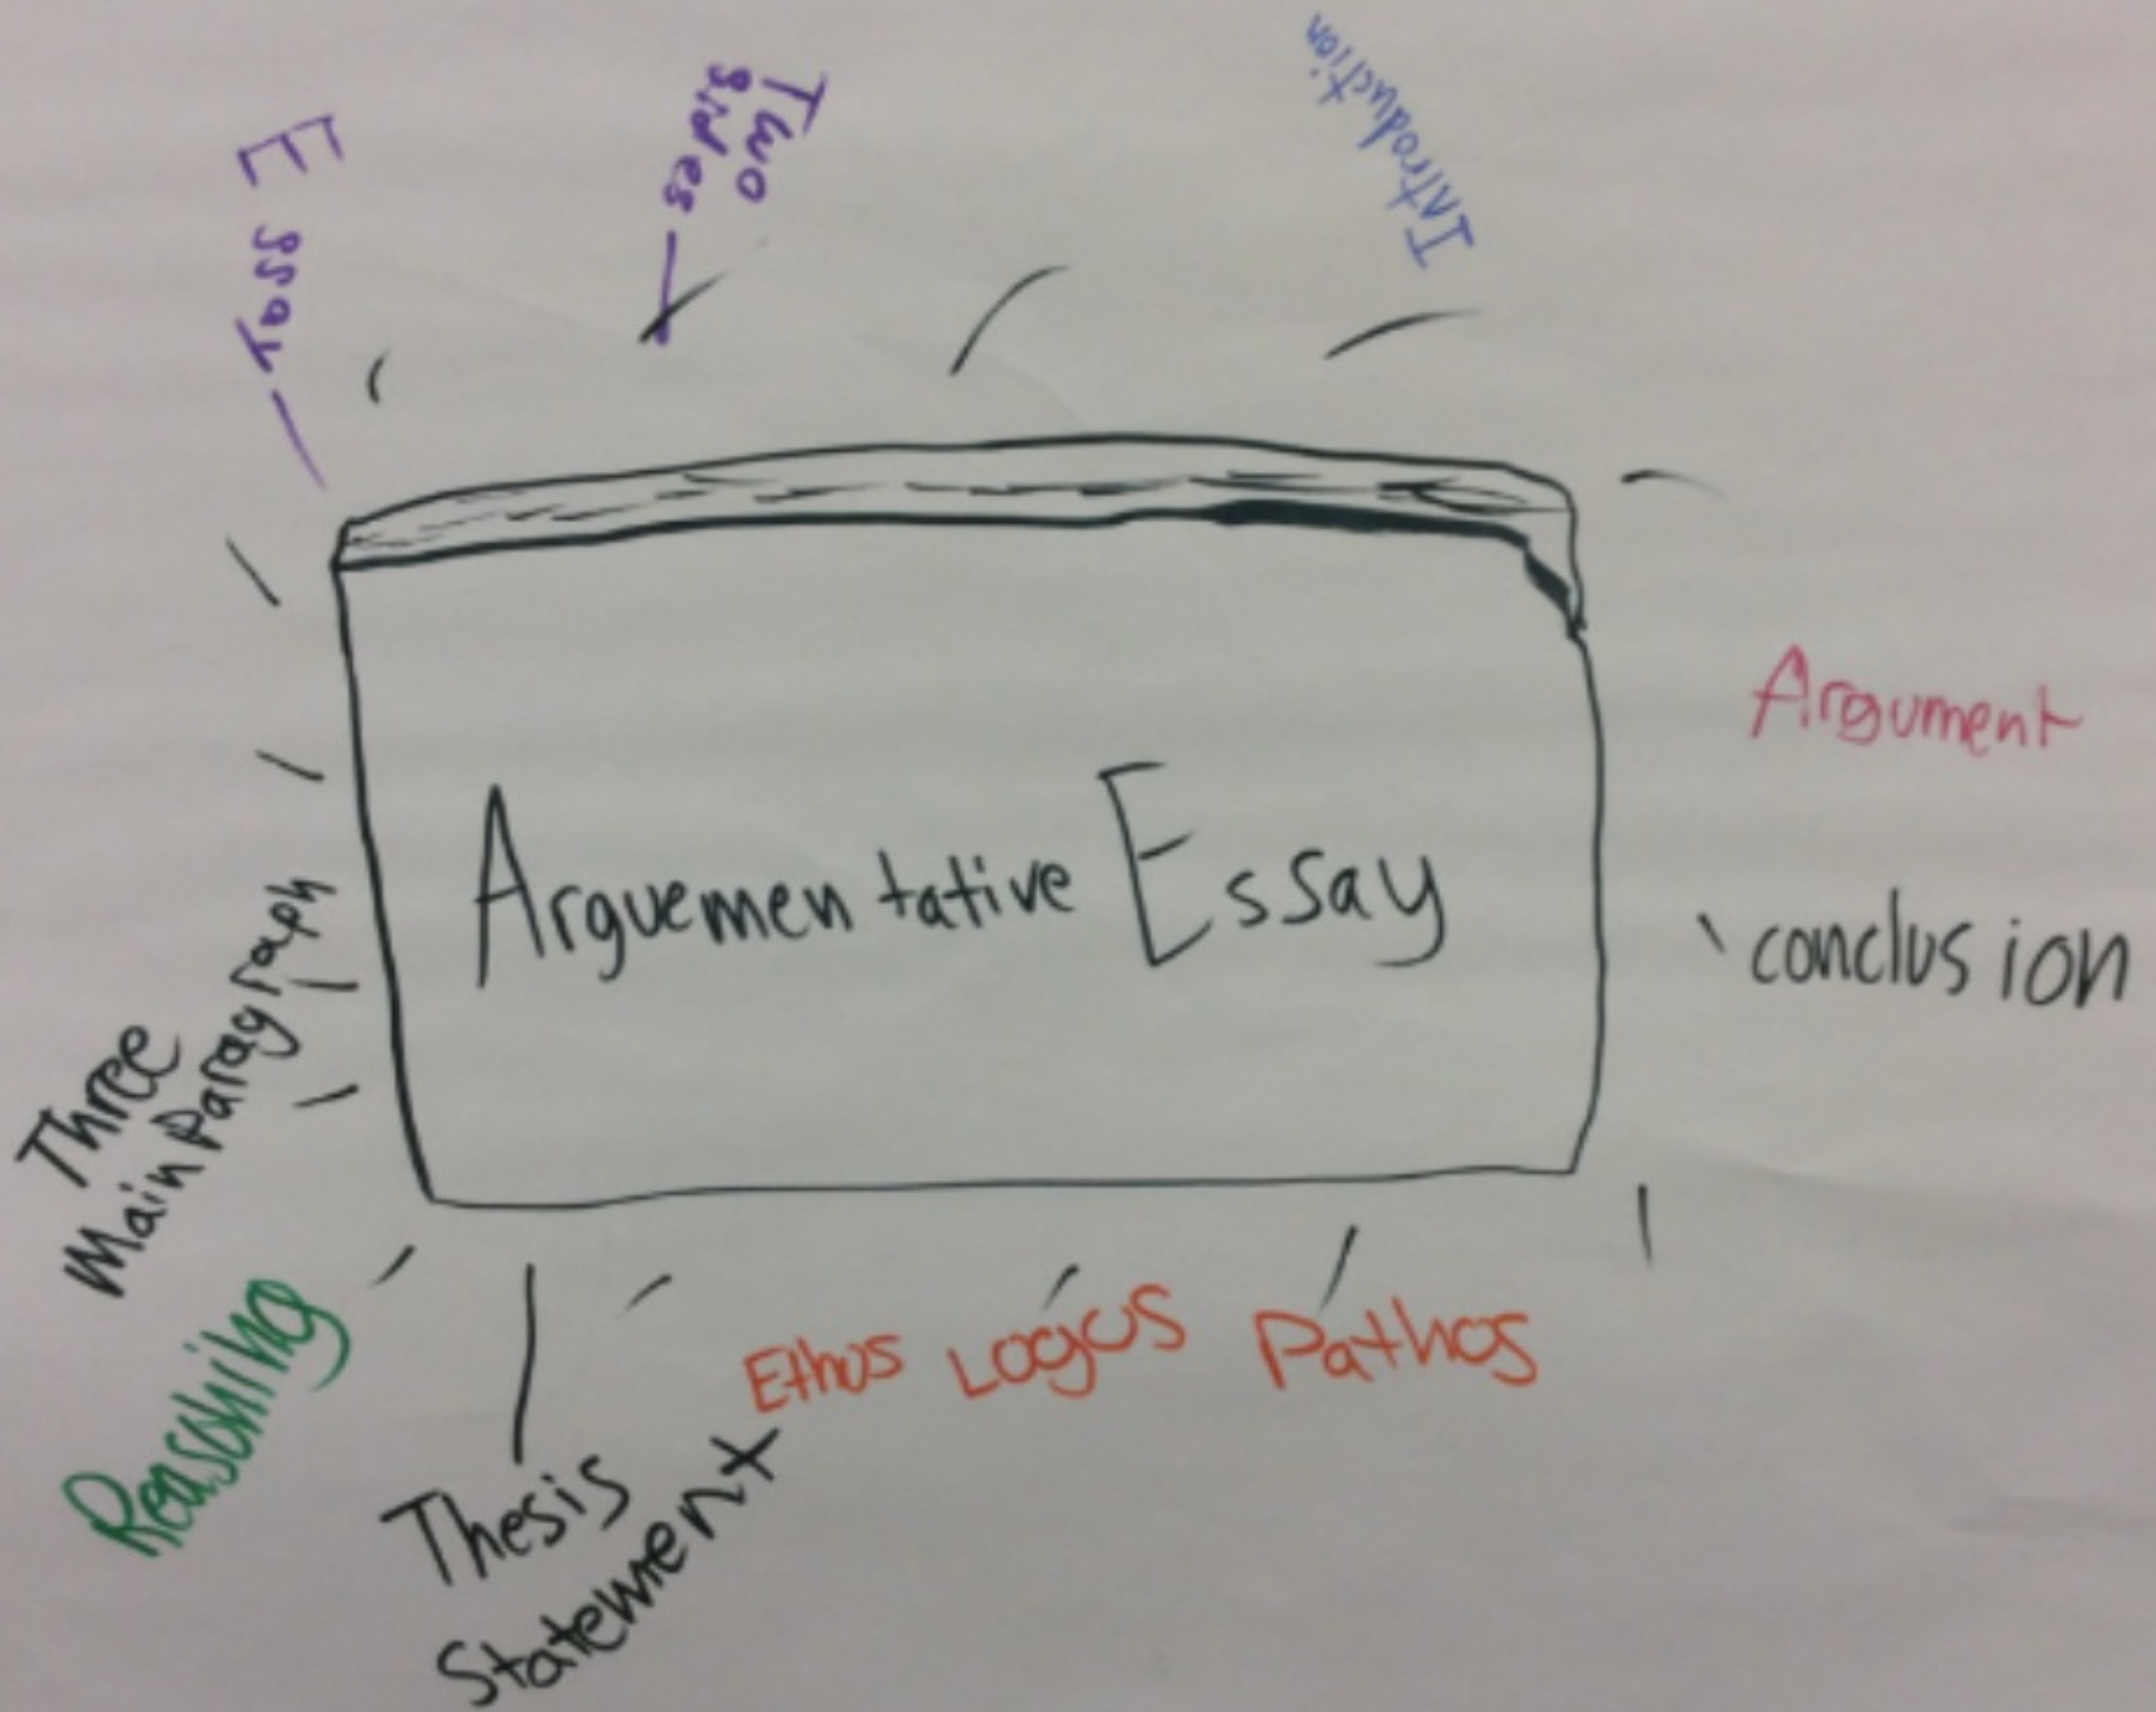 Essay
Two
Sides
Introduction
Argument
Arguementative Essay
conclusion
Three
Main Paragraph
Reasoning
Ethos Logos Pathos
Thesis
Statement